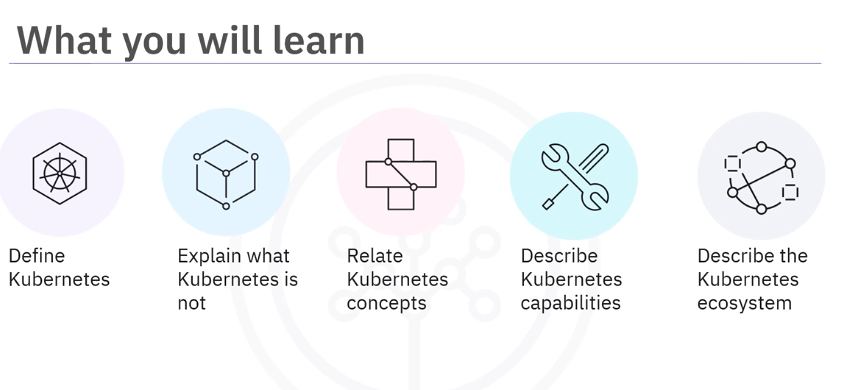 What you will learn
Define
Kubernetes
Explain what
Kubernetes is
not
Relate
Kubernetes
concepts
Describe
Kubernetes
capabilities
Describe the
Kubernetes
ecosystem